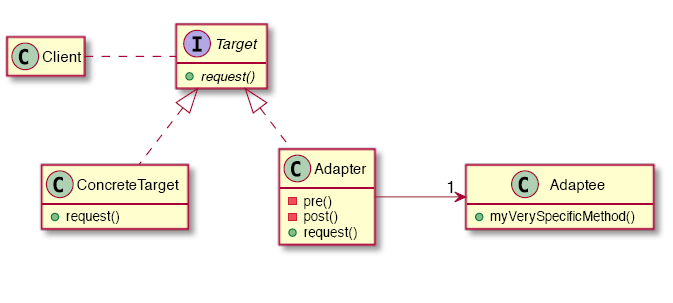 C Client
I Target
request()
C ConcreteTarget
request()
C Adapter
pre()
post()
request()
1
C Adaptee
myVerySpecificMethod()